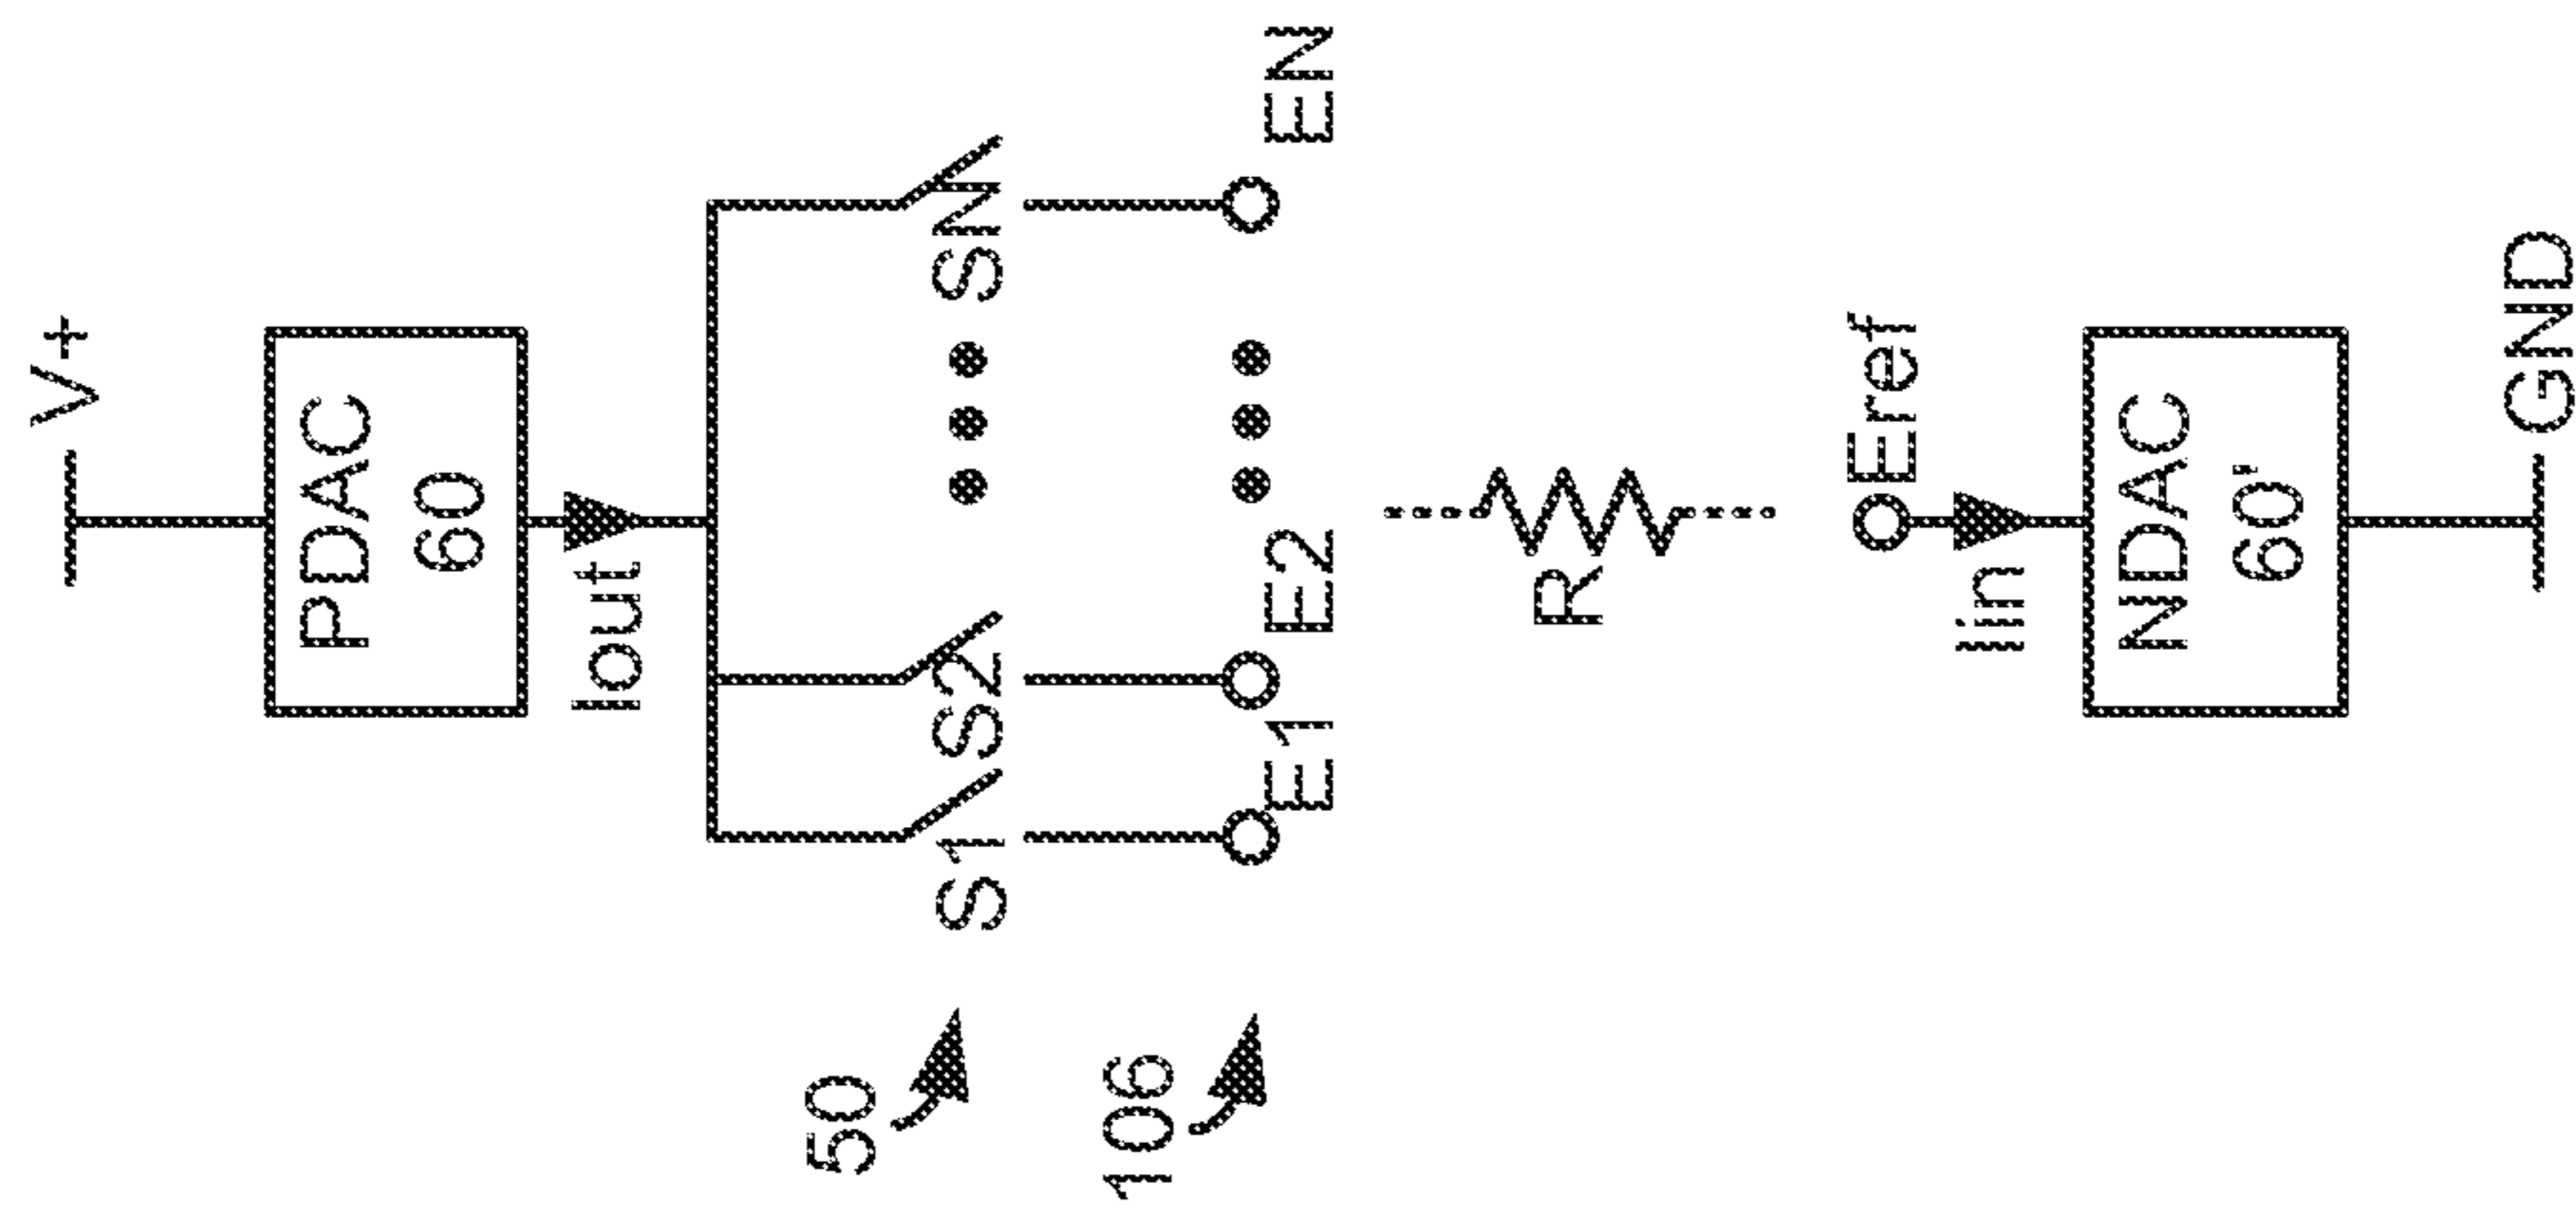 V+
PDAC
60
Iout
50
S1 S2 SN
106
E1 E2 EN
R
Eref
Iin
NDAC
60'
GND